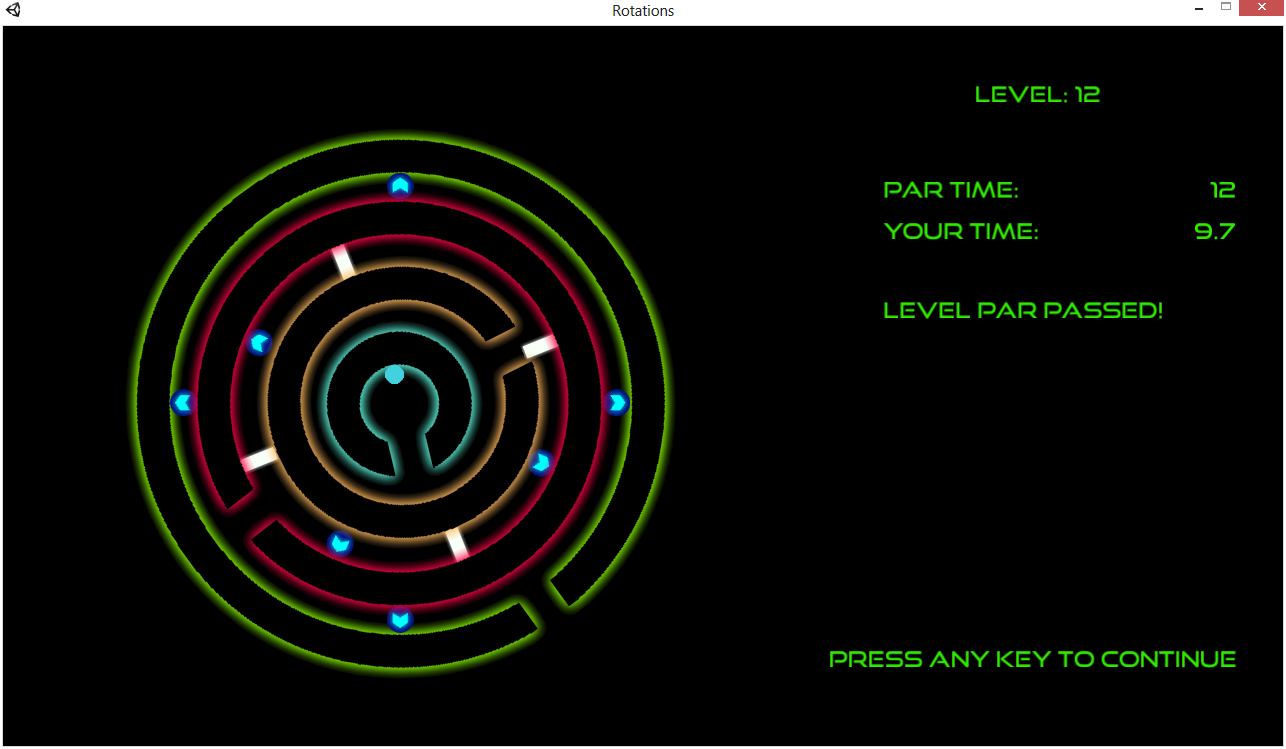 Rotations
LEVEL: 12
PAR TIME: 12
YOUR TIME: 9.7
LEVEL PAR PASSED!
PRESS ANY KEY TO CONTINUE